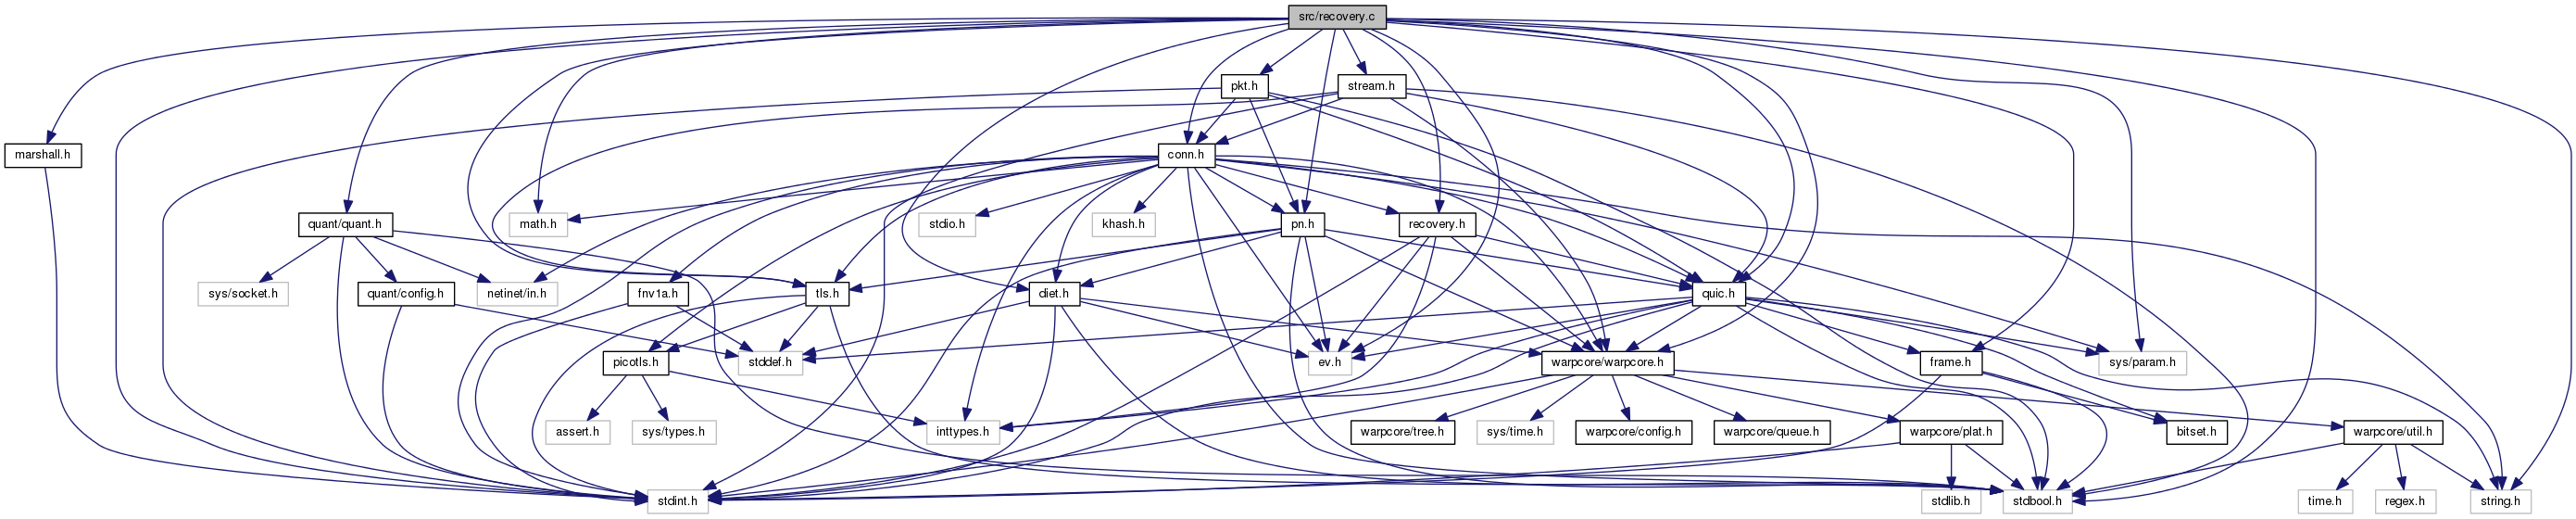 src/recovery.c
pkt.h
stream.h
marshall.h
conn.h
quant/quant.h
math.h
stdio.h
khash.h
pn.h
recovery.h
sys/socket.h
quant/config.h
netinet/in.h
fnv1a.h
tls.h
diet.h
quic.h
picotls.h
stddef.h
ev.h
warpcore/warpcore.h
frame.h
sys/param.h
assert.h
sys/types.h
inttypes.h
warpcore/tree.h
sys/time.h
warpcore/config.h
warpcore/queue.h
warpcore/plat.h
bitset.h
warpcore/util.h
stdint.h
stdlib.h
stdbool.h
time.h
regex.h
string.h